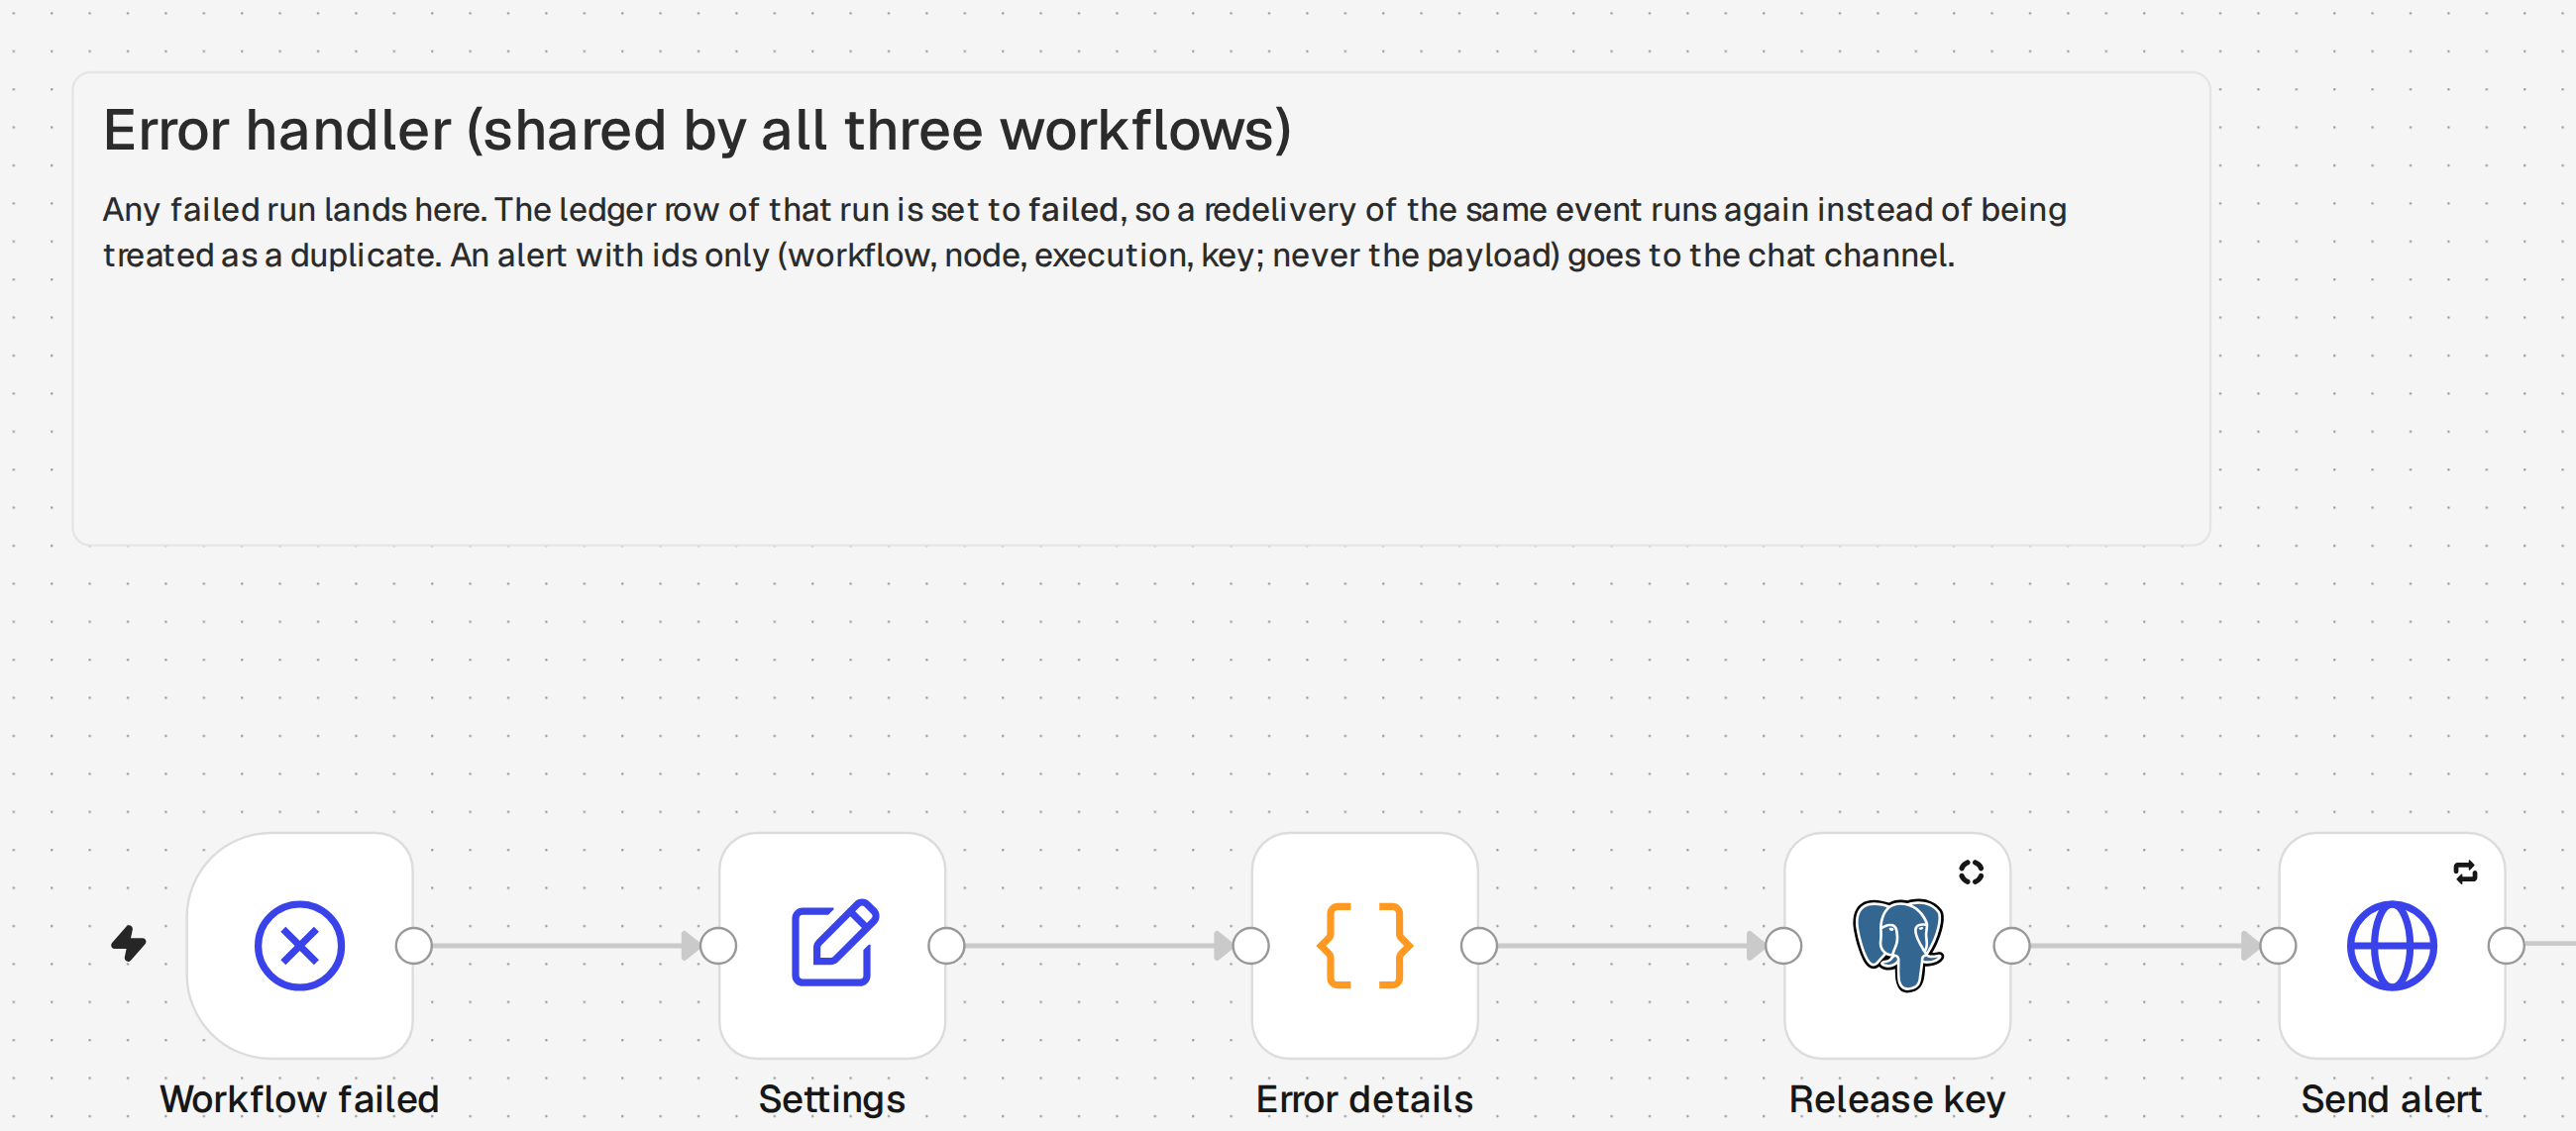 Error handler (shared by all three workflows)
Any failed run lands here. The ledger row of that run is set to failed, so a redelivery of the same event runs again instead of being
treated as a duplicate. An alert with ids only (workflow, node, execution, key; never the payload) goes to the chat channel.
Workflow failed
Settings
Error details
Release key
Send alert